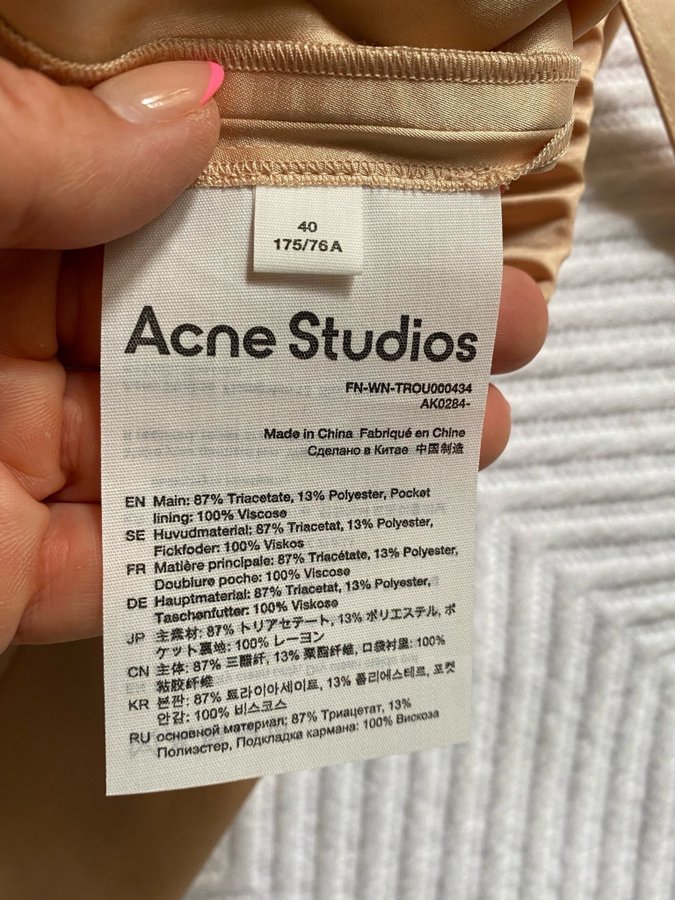 40
175/76A
Acne Studios
FN-WN-TROU000434
AK0284-
Made in China Fabriqué en Chine
Сделано в Китае 中国制造
EN Main: 87% Triacetate, 13% Polyester, Pocket
lining: 100% Viscose
SE Huvudmaterial: 87% Triacetat, 13% Polyester,
Fickfoder: 100% Viskos
FR Matière principale: 87% Triacétate, 13% Polyester,
Doublure poche: 100% Viscose
DE Hauptmaterial: 87% Triacetat, 13% Polyester,
Taschenfutter: 100% Viskose
JP 主素材: 87% トリアセテート, 13% ポリエステル, ポ
ケット裏地: 100% レーヨン
CN 主体: 87% 三醋纤, 13% 聚酯纤维, 口袋衬里: 100%
粘胶纤维
KR 본판: 87% 트라이아세이트, 13% 폴리에스테르, 포켓
안감: 100% 비스코스
RU основной материал: 87% Триацетат, 13%
Полиэстер, Подкладка кармана: 100% Вискоза